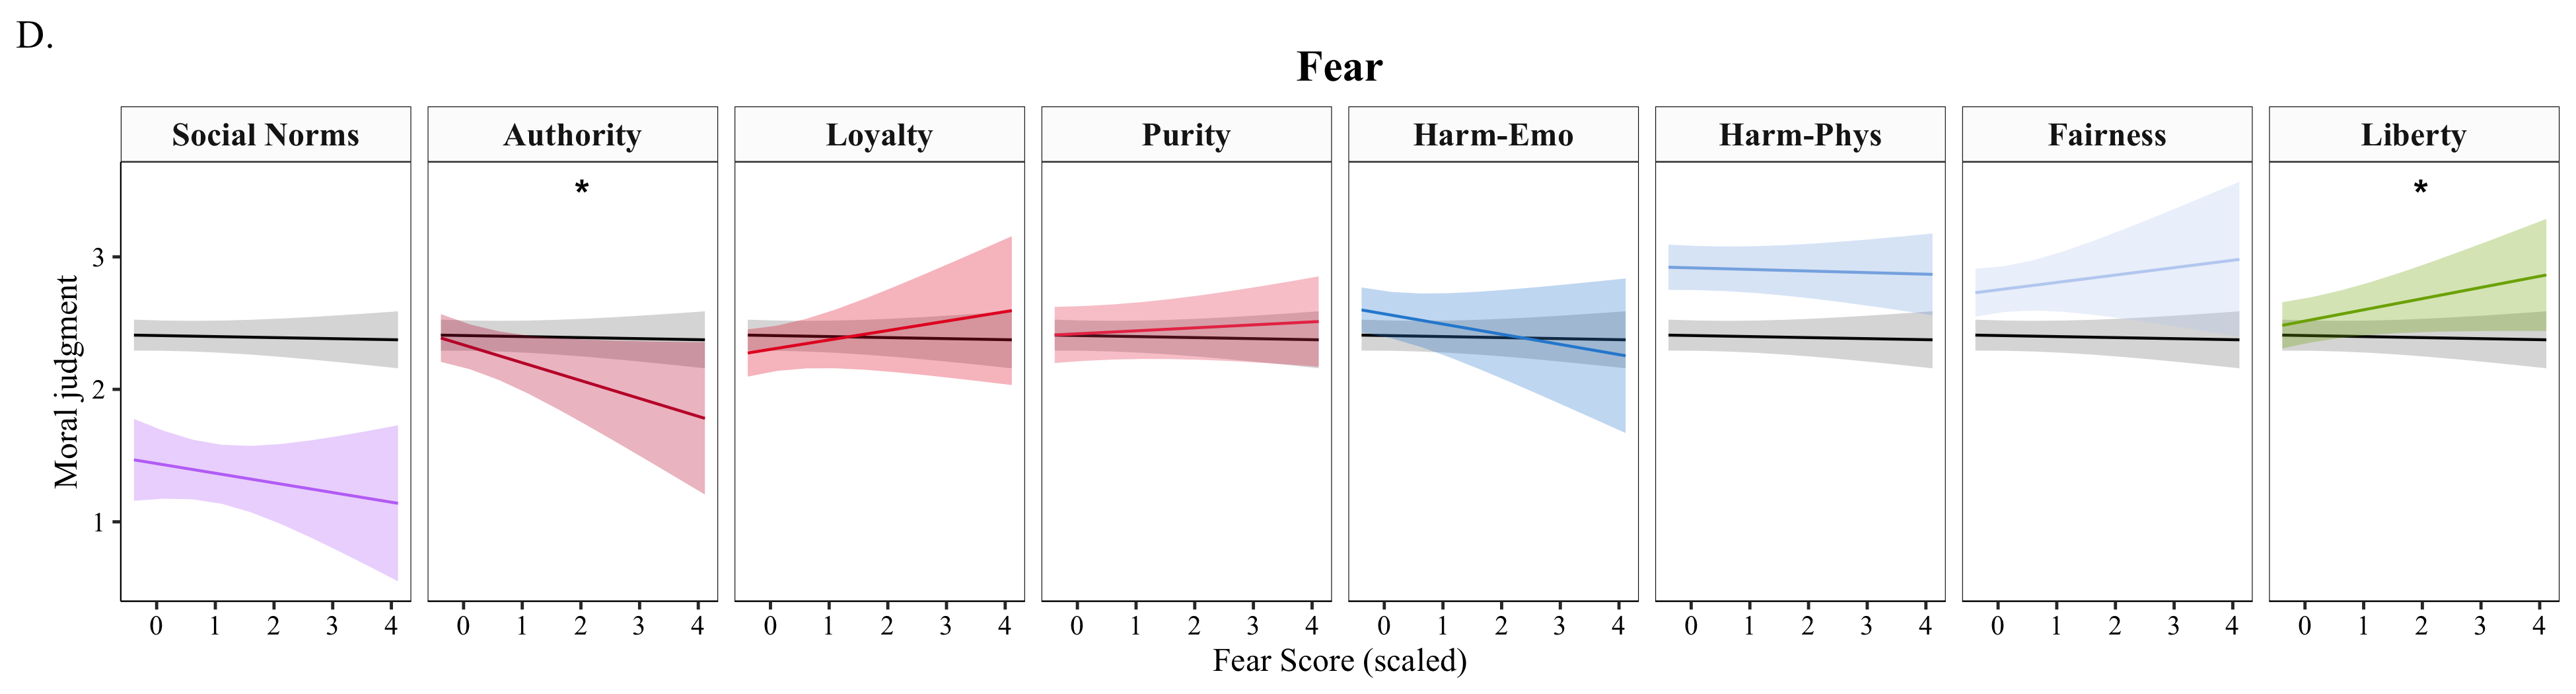 D.
Fear
Social Norms Authority Loyalty Purity Harm-Emo Harm-Phys Fairness Liberty
* *
3
2
1
Moral judgment
0 1 2 3 4 0 1 2 3 4 0 1 2 3 4 0 1 2 3 4 0 1 2 3 4 0 1 2 3 4 0 1 2 3 4 0 1 2 3 4
Fear Score (scaled)